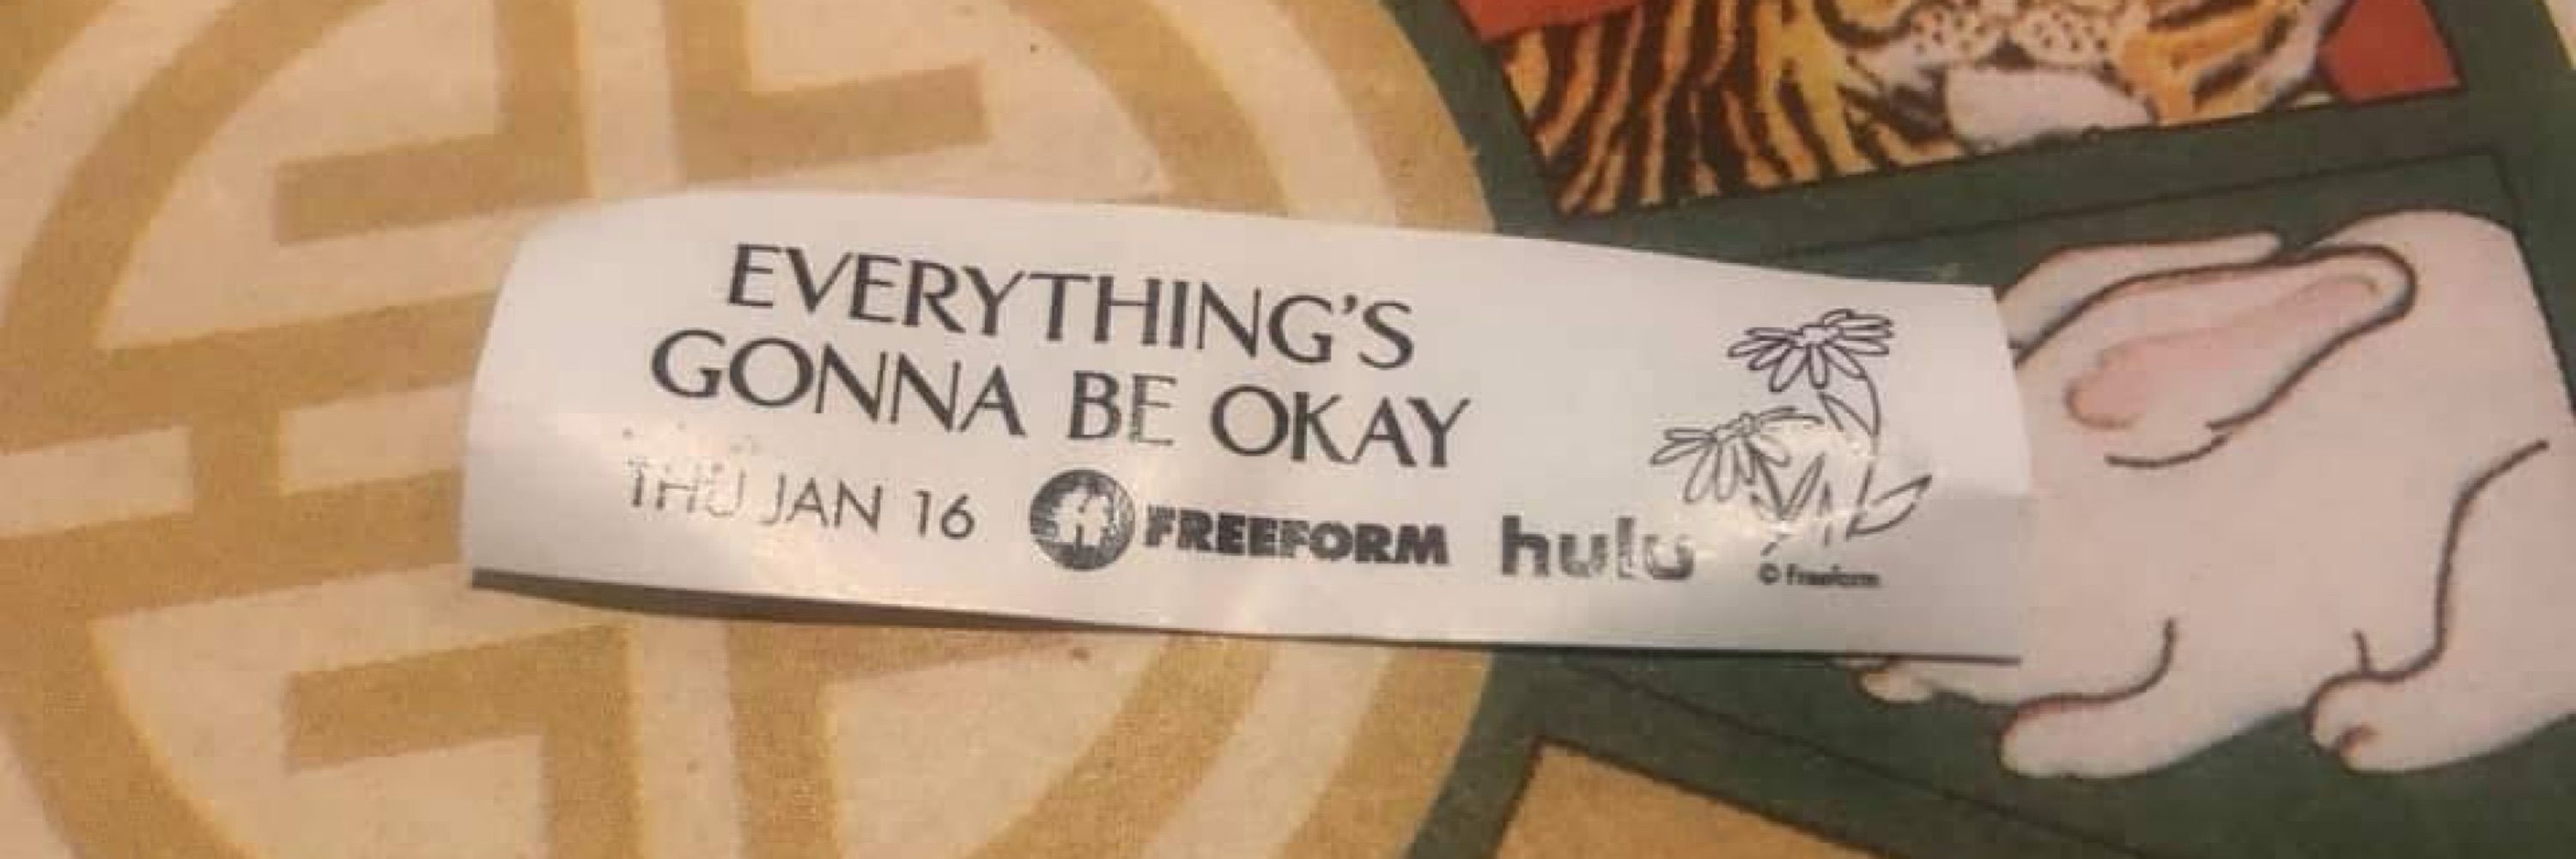 EVERYTHING'S
GONNA BE OKAY
THU JAN 16 FREEFORM hulu
© Freeform